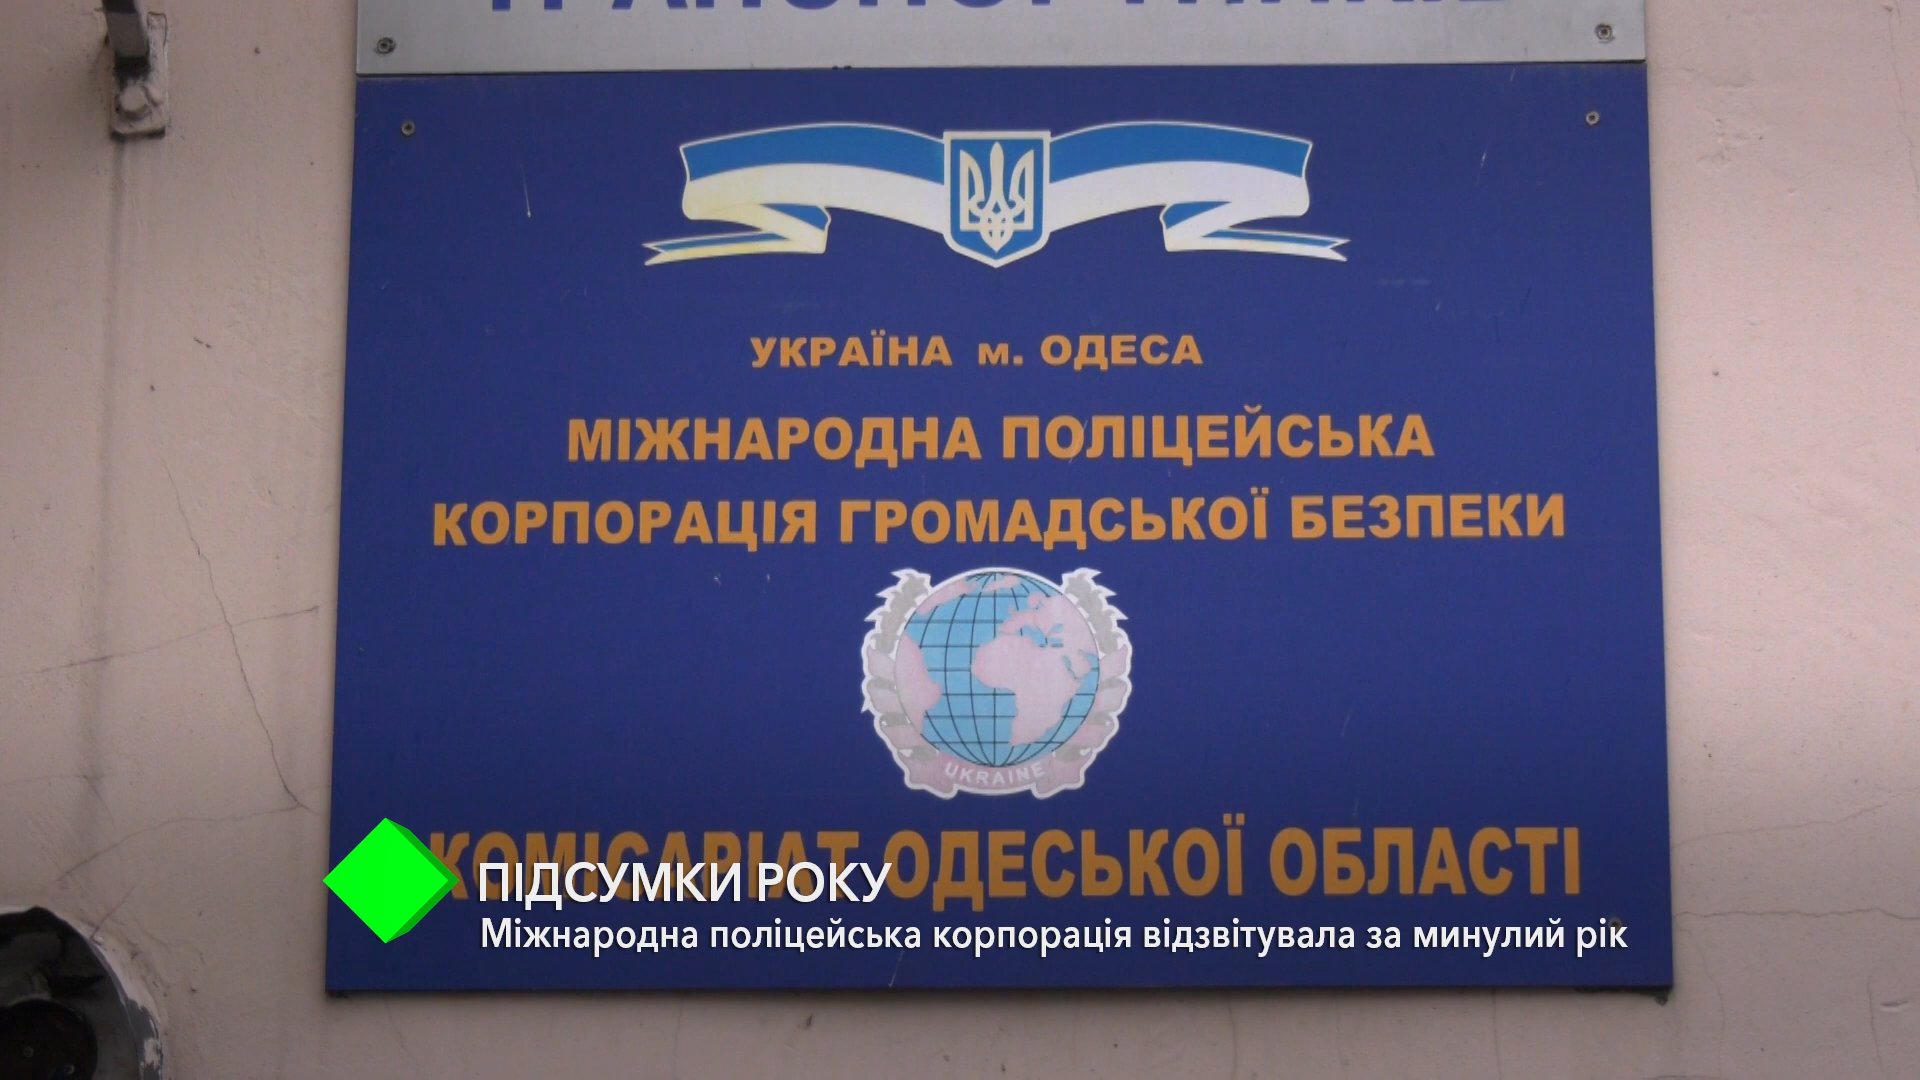 УКРАЇНА м. ОДЕСА
МІЖНАРОДНА ПОЛІЦЕЙСЬКА
КОРПОРАЦІЯ ГРОМАДСЬКОЇ БЕЗПЕКИ
UKRAINE
КОМІСАРІАТ ОДЕСЬКОЇ ОБЛАСТІ
ПІДСУМКИ РОКУ
Міжнародна поліцейська корпорація відзвітувала за минулий рік